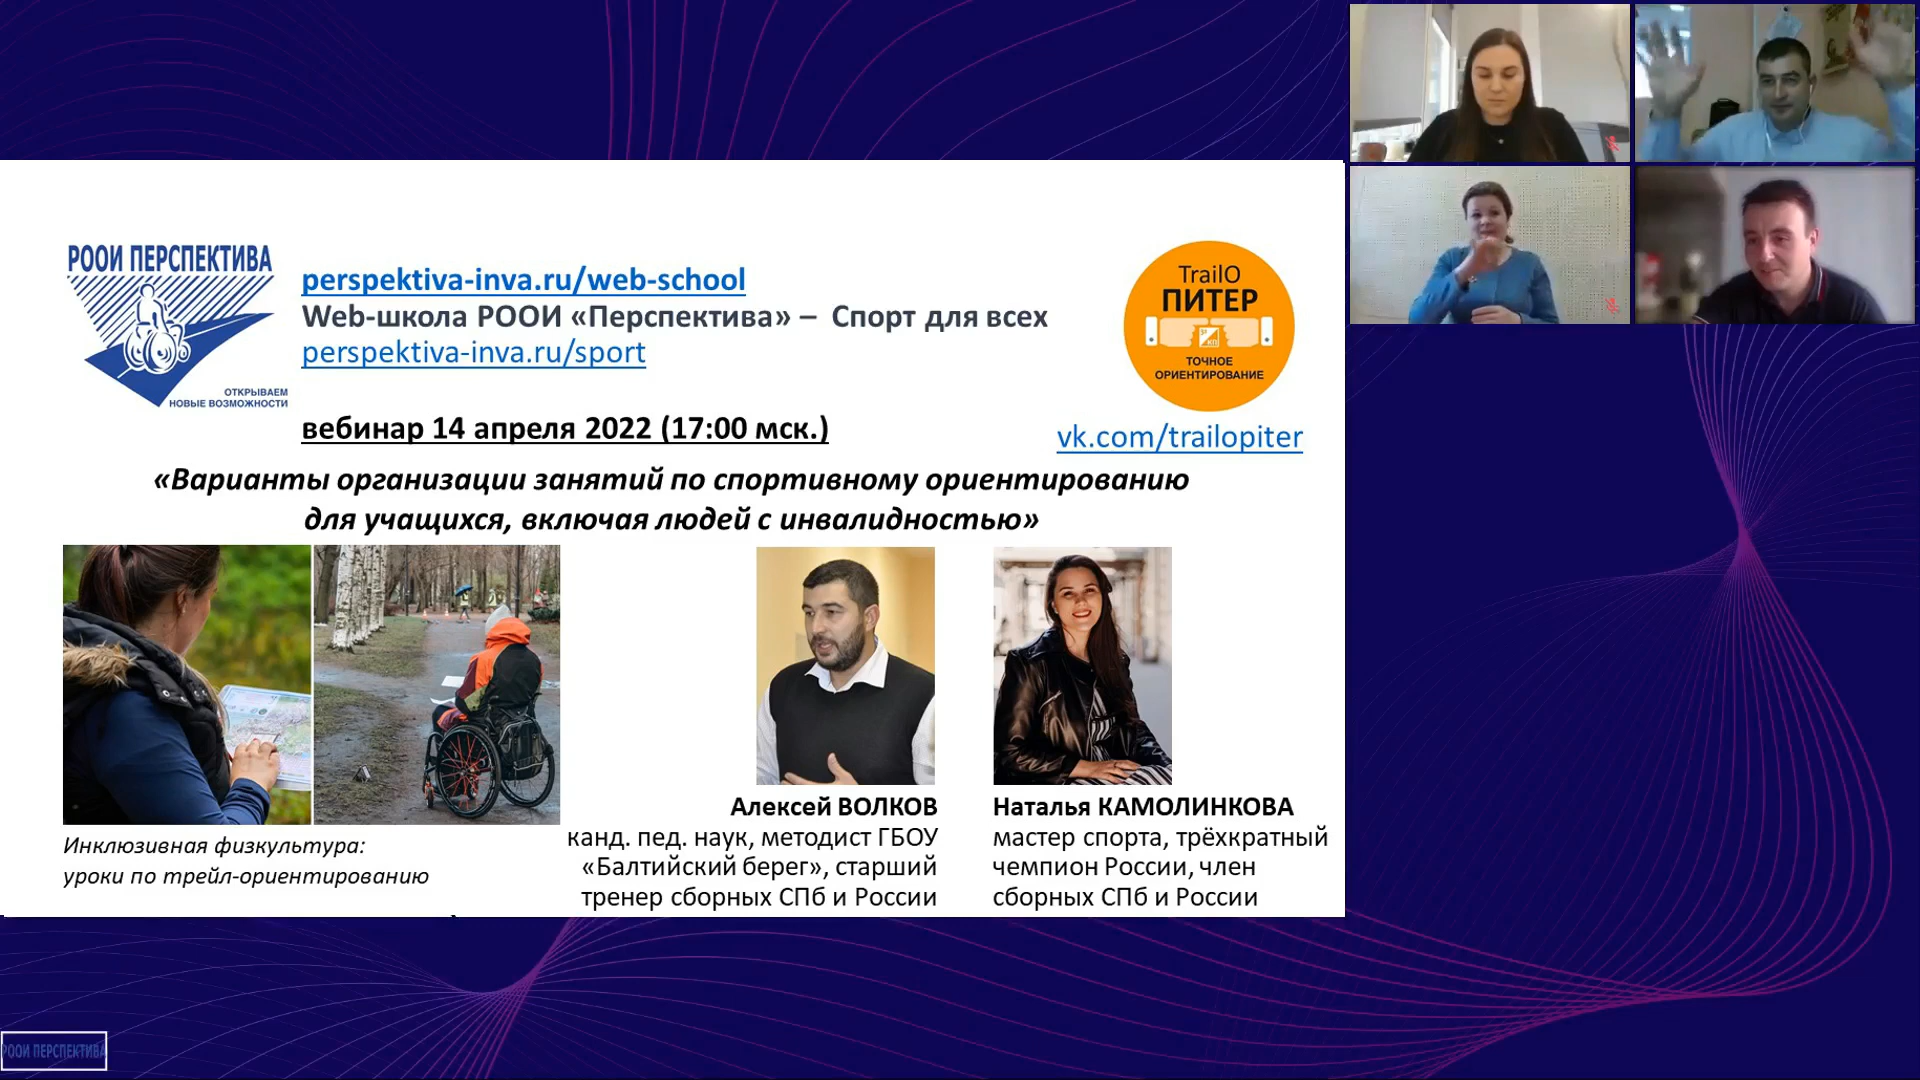 РООИ ПЕРСПЕКТИВА
ОТКРЫВАЕМ
НОВЫЕ ВОЗМОЖНОСТИ
perspektiva-inva.ru/web-school
Web-школа РООИ «Перспектива» – Спорт для всех
perspektiva-inva.ru/sport
вебинар 14 апреля 2022 (17:00 мск.)
TrailO
ПИТЕР
КП
ТОЧНОЕ
ОРИЕНТИРОВАНИЕ
vk.com/trailopiter
«Варианты организации занятий по спортивному ориентированию
для учащихся, включая людей с инвалидностью»
Инклюзивная физкультура:
уроки по трейл-ориентированию
Алексей ВОЛКОВ
канд. пед. наук, методист ГБОУ
«Балтийский берег», старший
тренер сборных СПб и России
Наталья КАМОЛИНКОВА
мастер спорта, трёхкратный
чемпион России, член
сборных СПб и России
РООИ ПЕРСПЕКТИВА